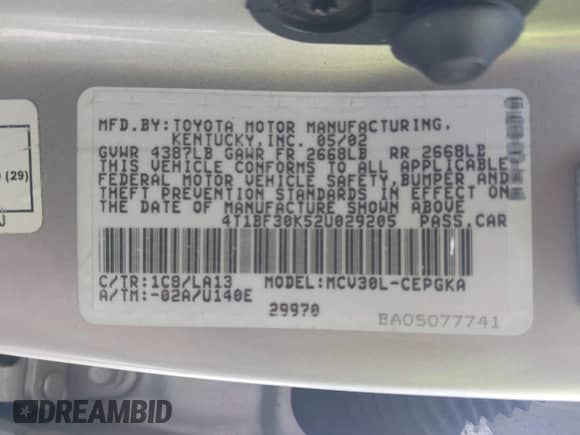 MFD.BY:TOYOTA MOTOR MANUFACTURING,
KENTUCKY,INC. 05/02
GVWR 4387LB GAWR FR 2668LB RR 2668LB
THIS VEHICLE CONFORMS TO ALL APPLICABLE
FEDERAL MOTOR VEHICLE SAFETY,BUMPER,AND
THEFT PREVENTION STANDARDS IN EFFECT ON
THE DATE OF MANUFACTURE SHOWN ABOVE
4T1BF30K52U029205 PASS.CAR
C/TR:1C8/LA13 MODEL:MCV30L-CEPGKA
A/TM:-02A/U140E
29970
BA05077741
(29)
DREAMBID